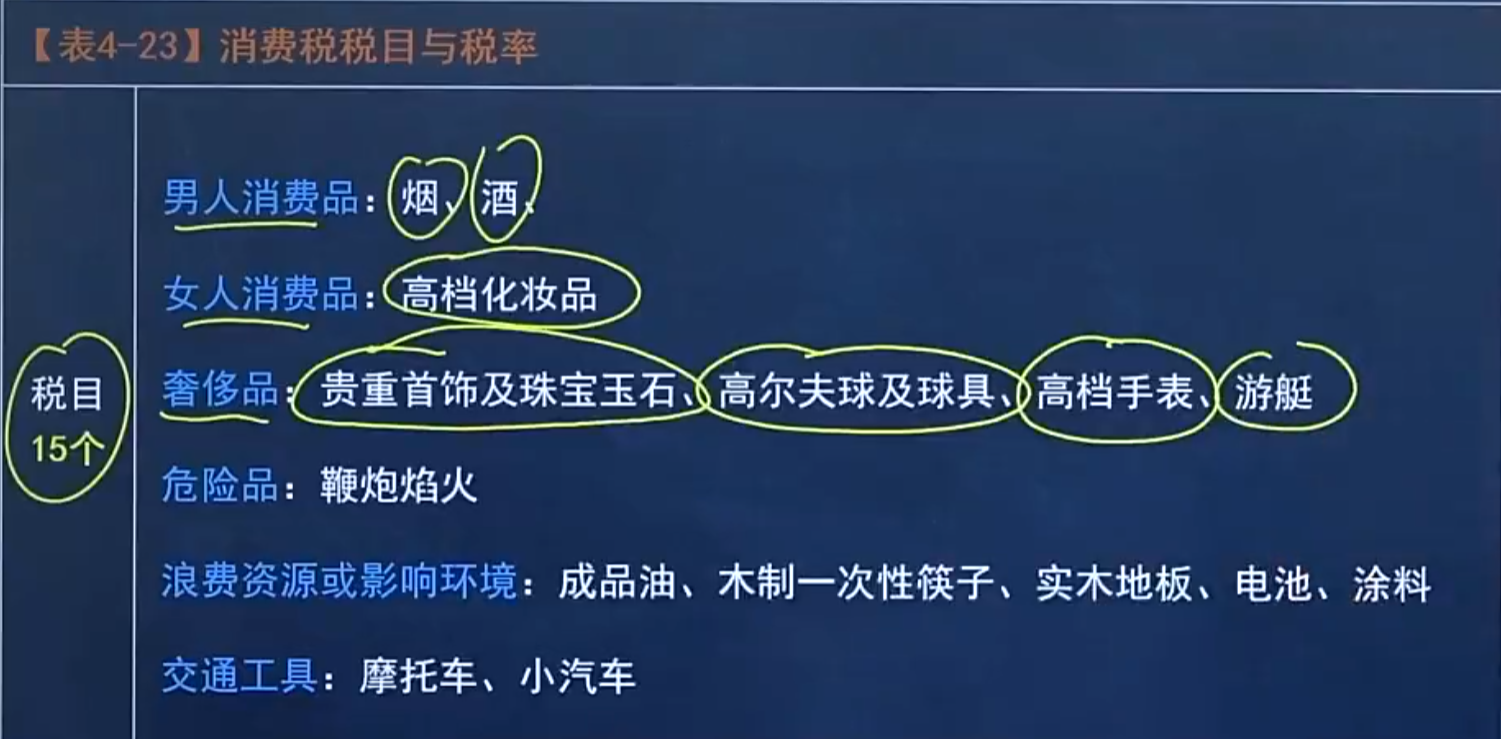 【表4-23】消费税税目与税率
男人消费品：烟、酒、
女人消费品：高档化妆品
奢侈品：贵重首饰及珠宝玉石、高尔夫球及球具、高档手表、游艇
税目
15个
危险品：鞭炮焰火
浪费资源或影响环境：成品油、木制一次性筷子、实木地板、电池、涂料
交通工具：摩托车、小汽车